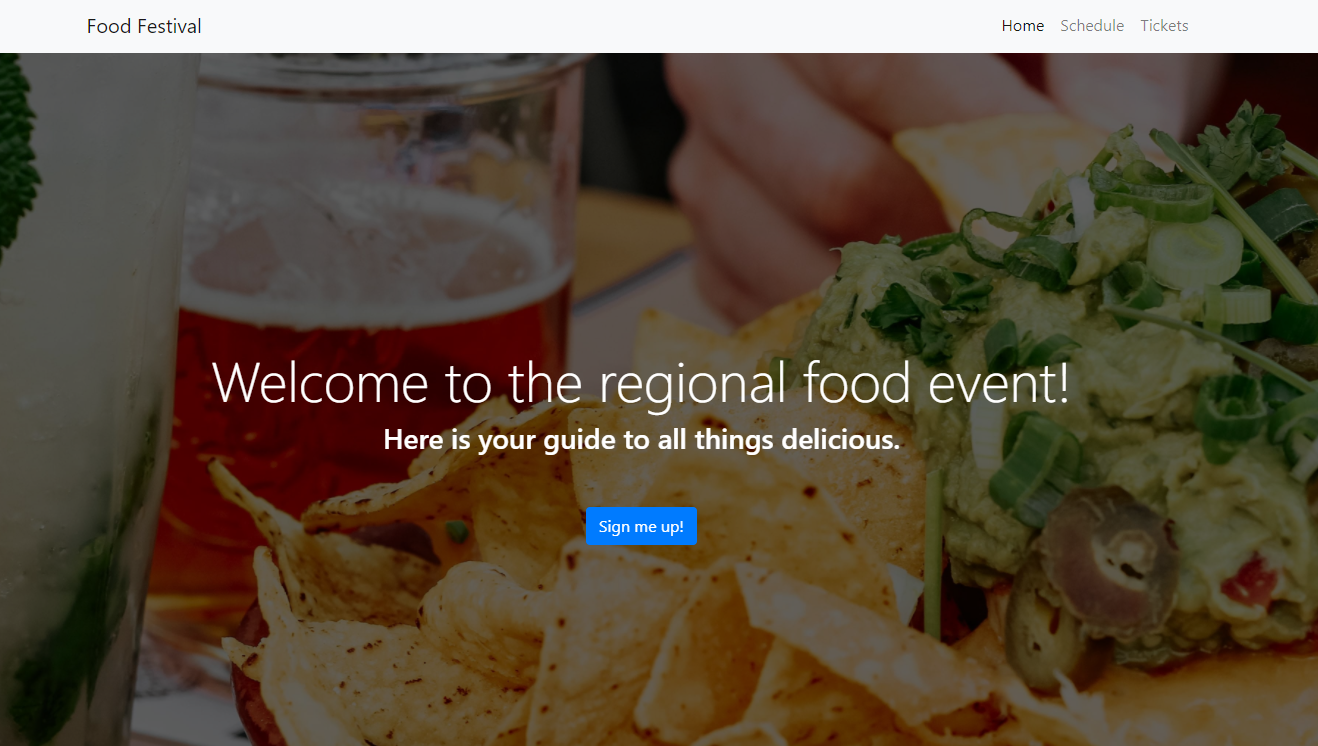 Food Festival
Home Schedule Tickets
Welcome to the regional food event!
Here is your guide to all things delicious.
Sign me up!